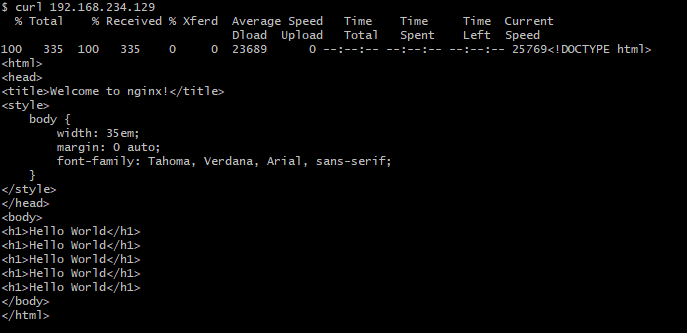 $ curl 192.168.234.129
  % Total    % Received % Xferd  Average Speed   Time    Time     Time  Current
                                 Dload  Upload   Total   Spent    Left  Speed
100   335  100   335    0     0  23689      0 --:--:-- --:--:-- --:--:-- 25769<!DOCTYPE html>
<html>
<head>
<title>Welcome to nginx!</title>
<style>
    body {
        width: 35em;
        margin: 0 auto;
        font-family: Tahoma, Verdana, Arial, sans-serif;
    }
</style>
</head>
<body>
<h1>Hello World</h1>
<h1>Hello World</h1>
<h1>Hello World</h1>
<h1>Hello World</h1>
<h1>Hello World</h1>
</body>
</html>